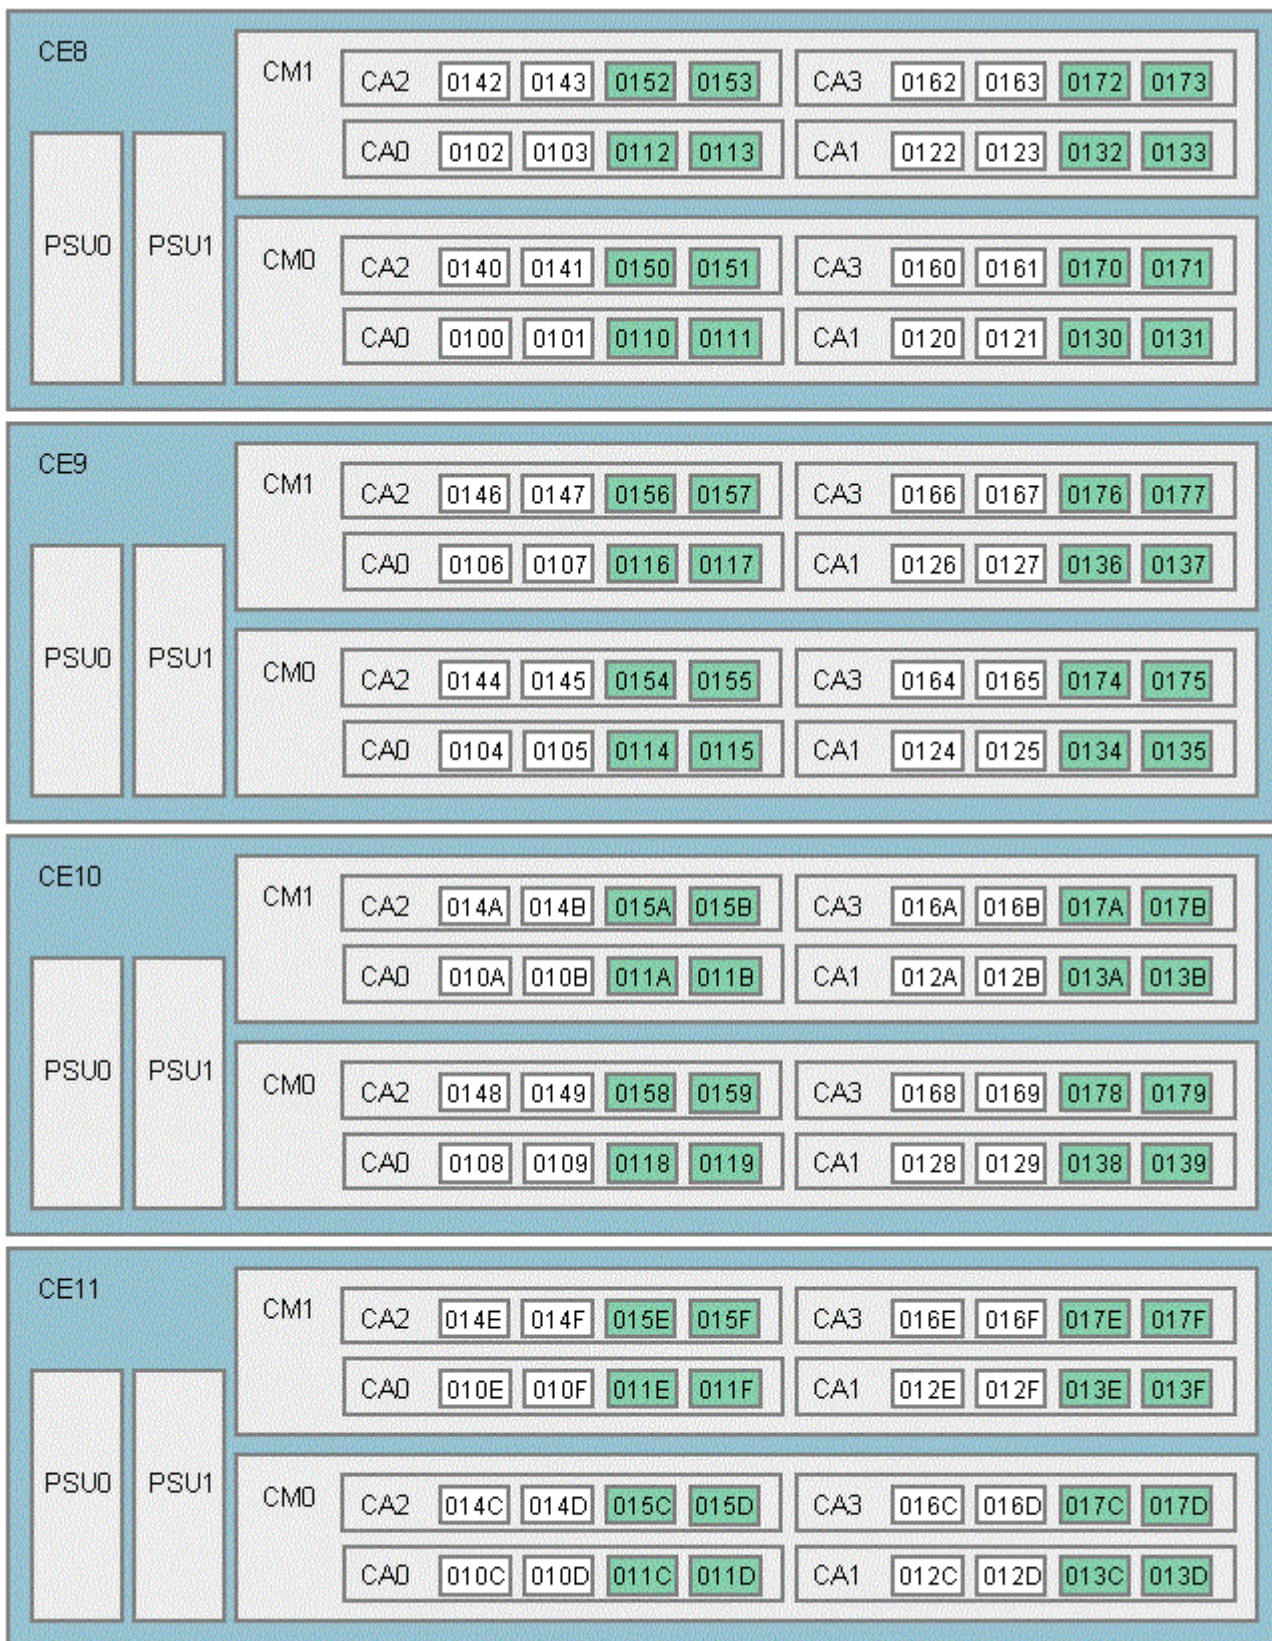 CE8
CM1
CA2 0142 0143 0152 0153 CA3 0162 0163 0172 0173
CA0 0102 0103 0112 0113 CA1 0122 0123 0132 0133
PSU0 PSU1
CM0
CA2 0140 0141 0150 0151 CA3 0160 0161 0170 0171
CA0 0100 0101 0110 0111 CA1 0120 0121 0130 0131
CE9
CM1
CA2 0146 0147 0156 0157 CA3 0166 0167 0176 0177
CA0 0106 0107 0116 0117 CA1 0126 0127 0136 0137
PSU0 PSU1
CM0
CA2 0144 0145 0154 0155 CA3 0164 0165 0174 0175
CA0 0104 0105 0114 0115 CA1 0124 0125 0134 0135
CE10
CM1
CA2 014A 014B 015A 015B CA3 016A 016B 017A 017B
CA0 010A 010B 011A 011B CA1 012A 012B 013A 013B
PSU0 PSU1
CM0
CA2 0148 0149 0158 0159 CA3 0168 0169 0178 0179
CA0 0108 0109 0118 0119 CA1 0128 0129 0138 0139
CE11
CM1
CA2 014E 014F 015E 015F CA3 016E 016F 017E 017F
CA0 010E 010F 011E 011F CA1 012E 012F 013E 013F
PSU0 PSU1
CM0
CA2 014C 014D 015C 015D CA3 016C 016D 017C 017D
CA0 010C 010D 011C 011D CA1 012C 012D 013C 013D